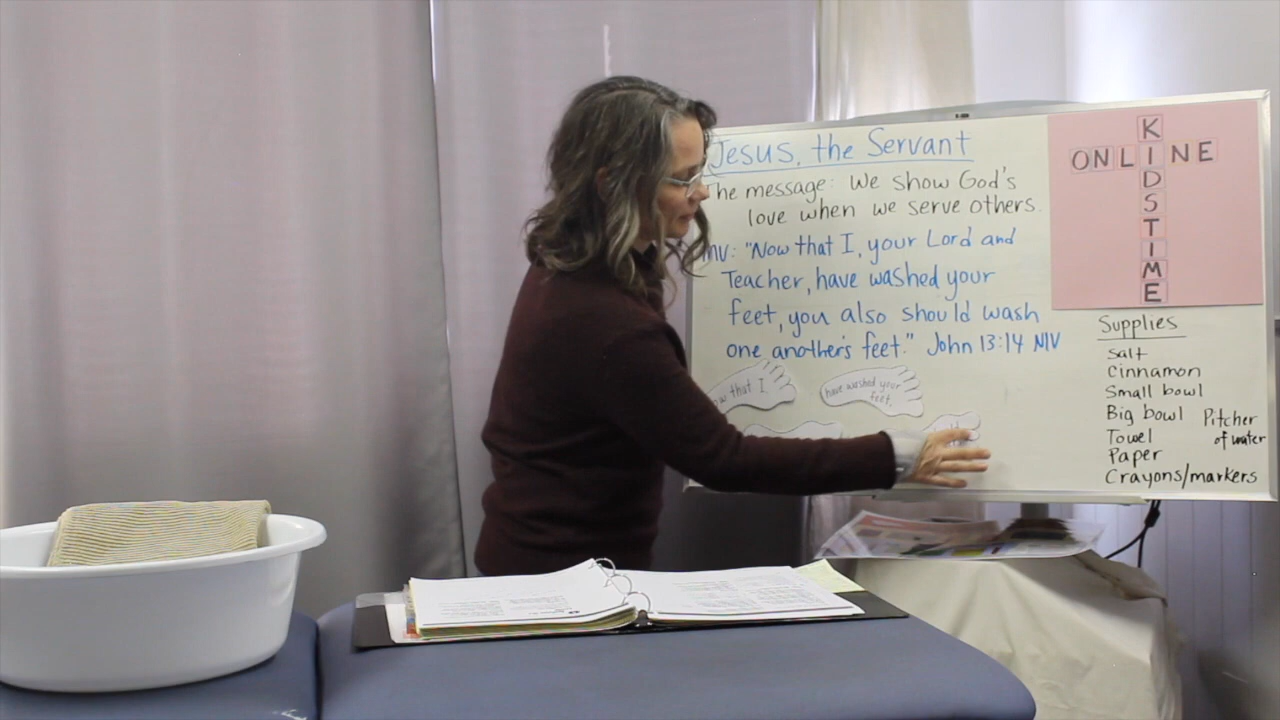 Jesus, the Servant
The message: We show God's
love when we serve others.
MV: "Now that I, your Lord and
Teacher, have washed your
feet, you also should wash
one another's feet." John 13:14 NIV
that I
have washed your
feet,
ONLINE
KIDSTIME
Supplies
Salt
Cinnamon
Small bowl
Big bowl
Pitcher
of water
Towel
Paper
Crayons/markers